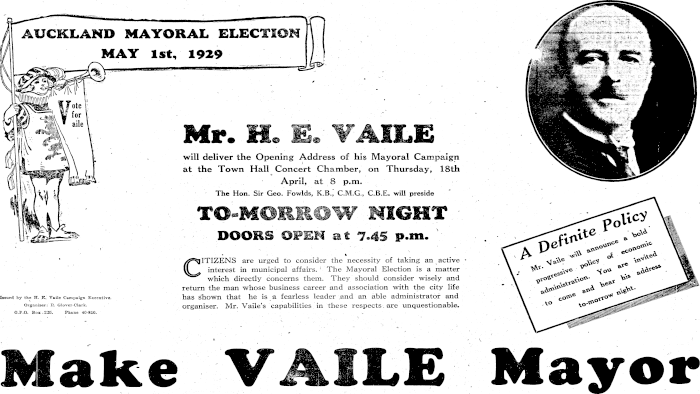 AUCKLAND MAYORAL ELECTION
MAY 1st, 1929
Vote
for
vaile
Mr. H. E. VAILE
will deliver the Opening Address of his Mayoral Campaign
at the Town Hall Concert Chamber, on Thursday, 18th
April, at 8 p.m.
The Hon. Sir Geo. Fowlds, K.B., C.M.G., C.B.E. will preside
TO-MORROW NIGHT
DOORS OPEN at 7.45 p.m.
CITIZENS are urged to consider the necessity of taking an active
interest in municipal affairs. The Mayoral Election is a matter
which directly concerns them. They should consider wisely and
return the man whose business career and association with the city life
has shown that he is a fearless leader and an able administrator and
organiser. Mr. Vaile's capabilities in these respects are unquestionable.
A Definite Policy
Mr. Vaile will announce a bold
progressive policy of economic
administration. You are invited
to come and hear his address
to-morrow night.
Issued by the H. E. Vaile Campaign Executive
Organiser: D. Glover-Clark.
G.P.O. Box 220. Phone
Make VAILE Mayor